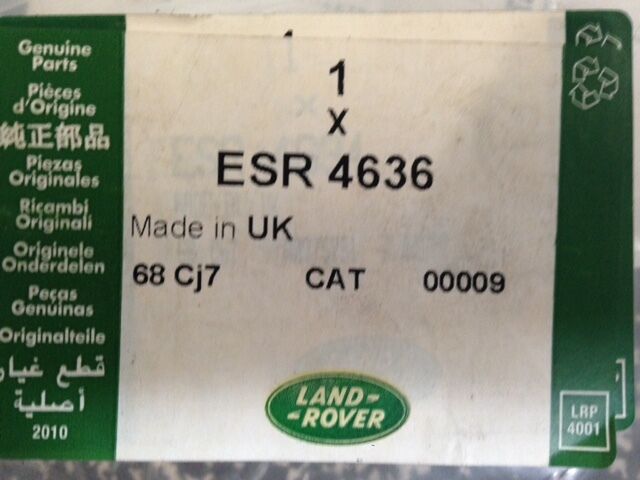 Genuine
Parts
Pièces
d'Origine
純正部品
Piezas
Originales
Ricambi
Originali
Originele
Onderdelen
Peças
Genuinas
Originalteile
قطع غيار
أصلية
2010
1
x
ESR 4636
Made in UK
68 Cj7 CAT 00009
LAND-
-ROVER
LRP
4001